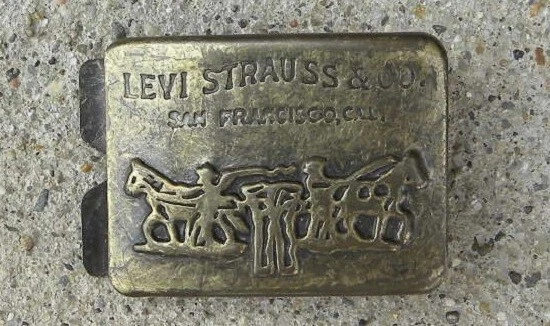 LEVI STRAUSS & CO.
SAN FRANCISCO, CAL.